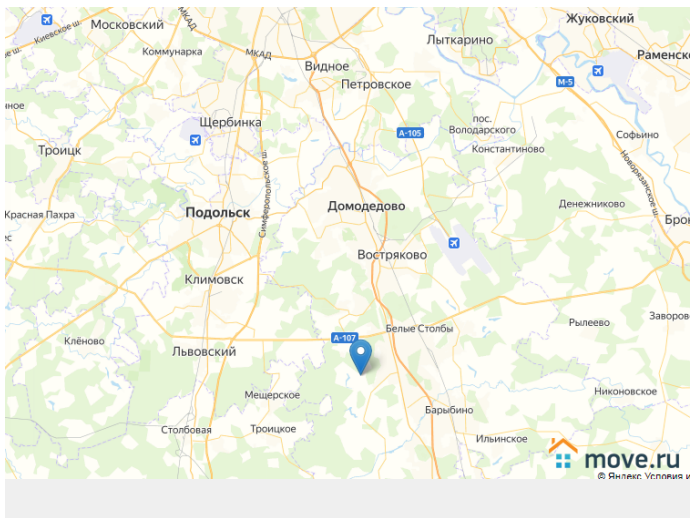 Московский
Жуковский
Киевское ш.
МКАД
Лыткарино
Коммунарка
МКАД
Видное
Раменск
Петровское
М-5
Щербинка
пос.
Володарского
А-105
Софьино
Троицк
Константиново
Симферопольское ш.
Новорязанское ш.
Красная Пахра
Подольск
Домодедово
Денежниково
Брон
Востряково
Климовск
Заворово
Рылеево
Белые Столбы
А-107
Клёново
Львовский
Мещерское
Никоновское
Барыбино
Столбовая
Троицкое
Ильинское
move.ru
© Яндекс Условия и